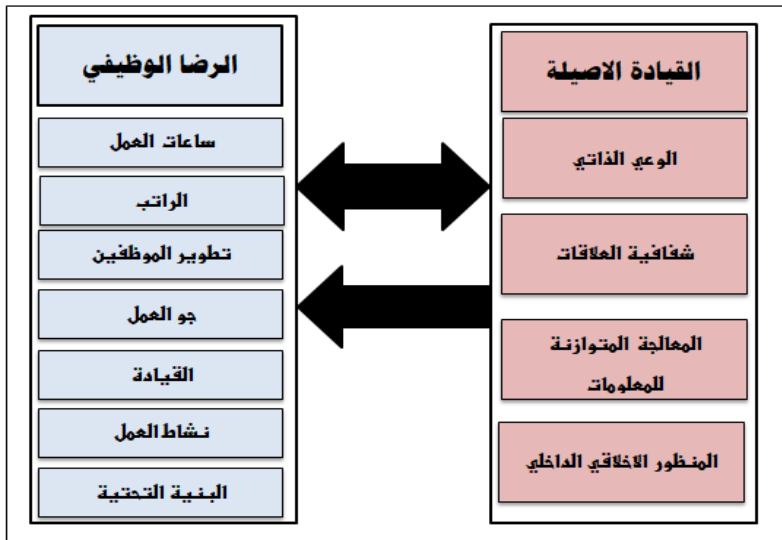 القيادة الاصيلة
الوعي الذاتي
شفافية العلاقات
المعالجة المتوازنة
للمعلومات
المنظور الاخلاقي الداخلي
الرضا الوظيفي
ساعات العمل
الراتب
تطوير الموظفين
جو العمل
القيادة
نشاط العمل
البنية التحتية